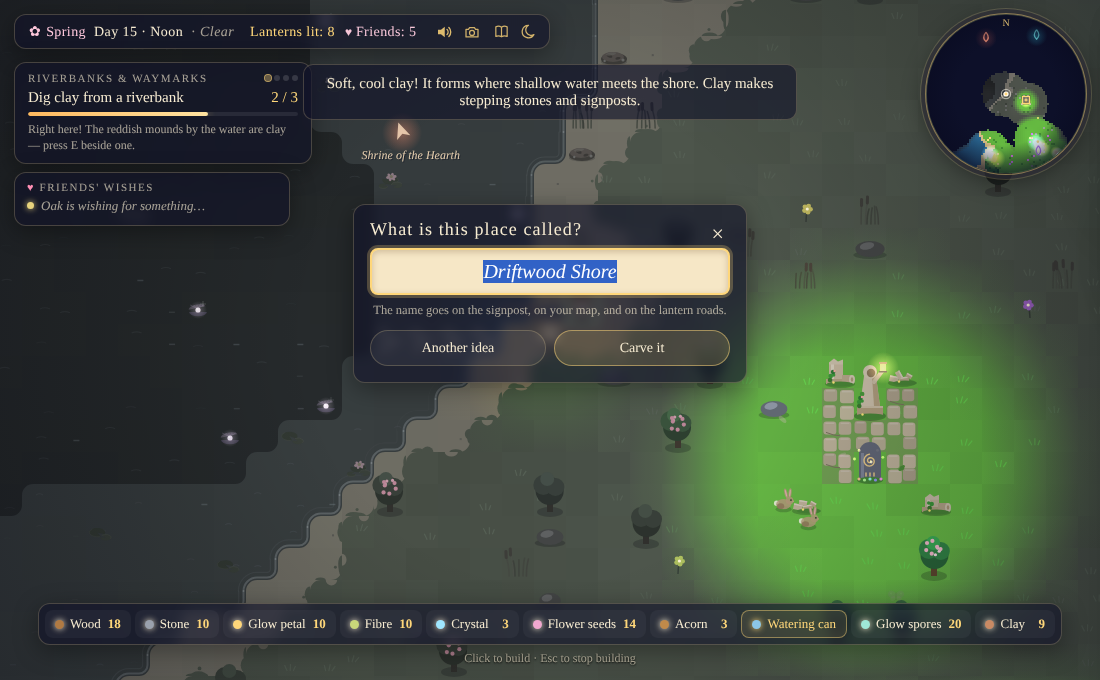 ✿ Spring Day 15 · Noon · Clear Lanterns lit: 8 ♥ Friends: 5
N
RIVERBANKS & WAYMARKS
Dig clay from a riverbank 2 / 3
Right here! The reddish mounds by the water are clay
— press E beside one.
Soft, cool clay! It forms where shallow water meets the shore. Clay makes
stepping stones and signposts.
Shrine of the Hearth
♥ FRIENDS' WISHES
Oak is wishing for something…
What is this place called? ×
Driftwood Shore
The name goes on the signpost, on your map, and on the lantern roads.
Another idea Carve it
Wood 18 Stone 10 Glow petal 10 Fibre 10 Crystal 3 Flower seeds 14 Acorn 3 Watering can Glow spores 20 Clay 9
Click to build · Esc to stop building